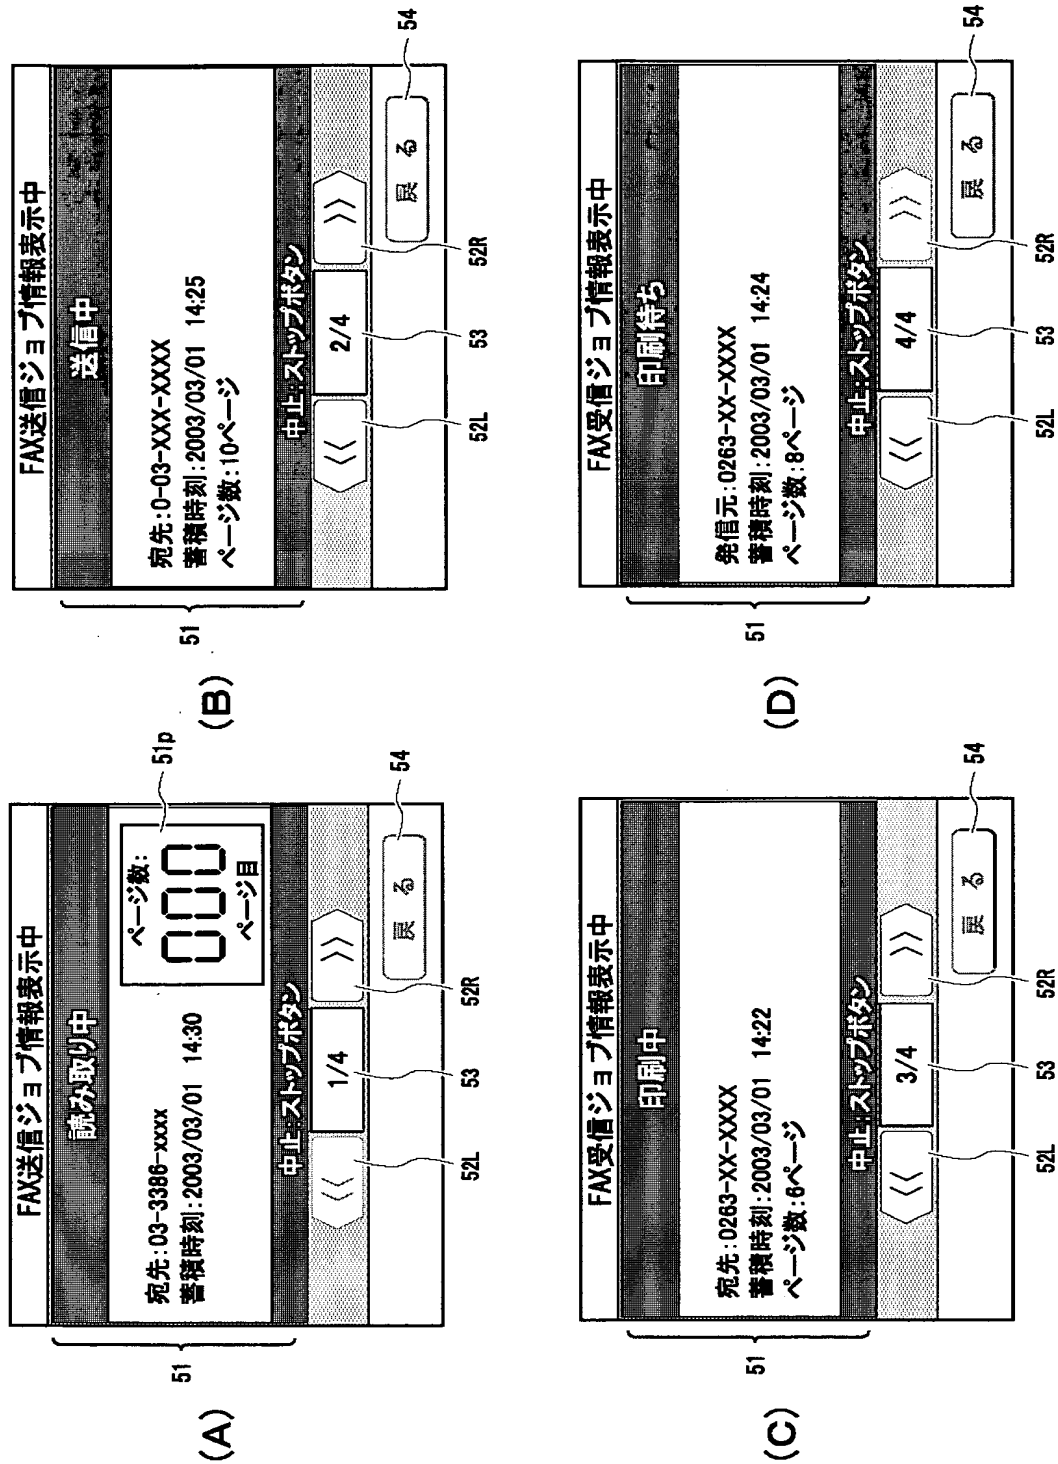 (A)
FAX送信ジョブ情報表示中
読み取り中
宛先:03-3386-xxxx
蓄積時刻:2003/03/01 14:30
ページ数:
000
ページ目
中止:ストップボタン
1/4
戻る
51
51p
52L
53
52R
54
(B)
FAX送信ジョブ情報表示中
送信中
宛先:0-03-XXX-XXXX
蓄積時刻:2003/03/01 14:25
ページ数:10ページ
中止:ストップボタン
2/4
戻る
51
52L
53
52R
54
(C)
FAX受信ジョブ情報表示中
印刷中
宛先:0263-XX-XXXX
蓄積時刻:2003/03/01 14:22
ページ数:6ページ
中止:ストップボタン
3/4
戻る
51
52L
53
52R
54
(D)
FAX受信ジョブ情報表示中
印刷待ち
発信元:0263-XX-XXXX
蓄積時刻:2003/03/01 14:24
ページ数:8ページ
中止:ストップボタン
4/4
戻る
51
52L
53
52R
54